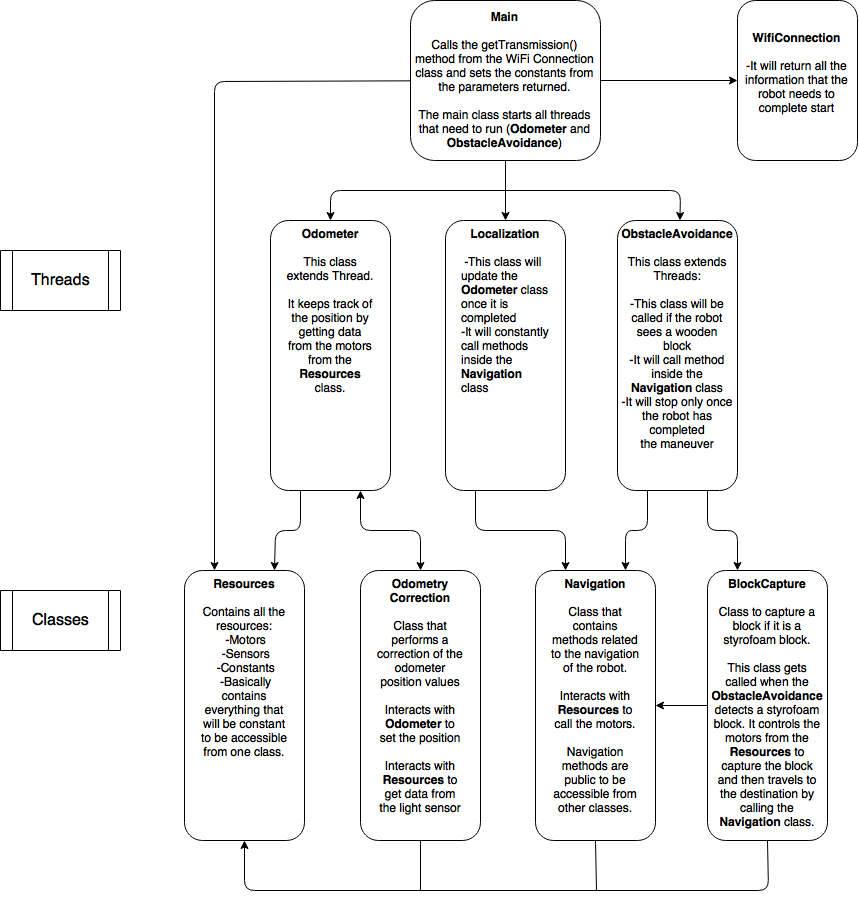 Main
Calls the getTransmission()
method from the WiFi Connection
class and sets the constants from
the parameters returned.
The main class starts all threads
that need to run (Odometer and
ObstacleAvoidance)
WifiConnection
-It will return all the
information that the
robot needs to
complete start
Threads
Odometer
This class
extends Thread.
It keeps track of
the position by
getting data
from the motors
from the
Resources
class.
Localization
-This class will
update the
Odometer class
once it is
completed
-It will constantly
call methods
inside the
Navigation
class
ObstacleAvoidance
This class extends
Threads:
-This class will be
called if the robot
sees a wooden
block
-It will call method
inside the
Navigation class
-It will stop only once
the robot has
completed
the maneuver
Classes
Resources
Contains all the
resources:
-Motors
-Sensors
-Constants
-Basically
contains
everything that
will be constant
to be accessible
from one class.
Odometry
Correction
Class that
performs a
correction of the
odometer
position values
Interacts with
Odometer to
set the position
Interacts with
Resources to
get data from
the light sensor
Navigation
Class that
contains
methods related
to the navigation
of the robot.
Interacts with
Resources to
call the motors.
Navigation
methods are
public to be
accessible from
other classes.
BlockCapture
Class to capture a
block if it is a
styrofoam block.
This class gets
called when the
ObstacleAvoidance
detects a styrofoam
block. It controls the
motors from the
Resources to
capture the block
and then travels to
the destination by
calling the
Navigation class.